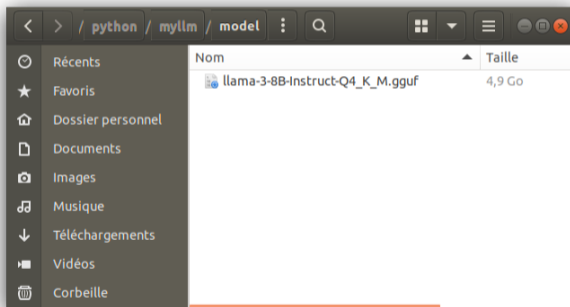 / python / myllm / model
Nom Taille
llama-3-8B-Instruct-Q4_K_M.gguf 4,9 Go
Récents
Favoris
Dossier personnel
Documents
Images
Musique
Téléchargements
Vidéos
Corbeille